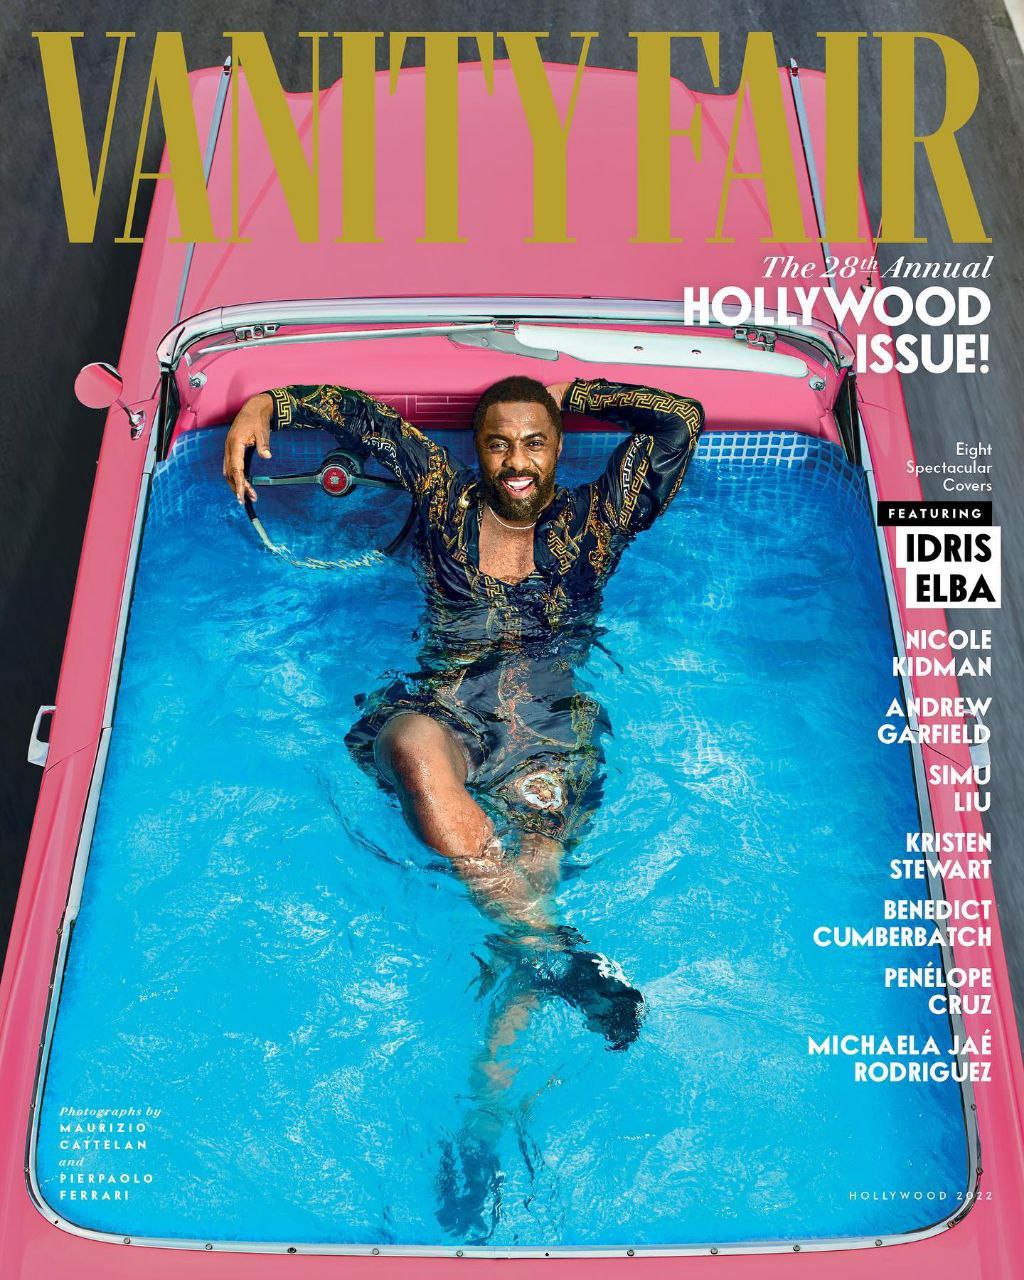 VANITY FAIR
The 28th Annual
HOLLYWOOD
ISSUE!
Eight
Spectacular
Covers
FEATURING
IDRIS
ELBA
NICOLE
KIDMAN
ANDREW
GARFIELD
SIMU
LIU
KRISTEN
STEWART
BENEDICT
CUMBERBATCH
PENÉLOPE
CRUZ
MICHAELA JAÉ
RODRIGUEZ
Photographs by
MAURIZIO
CATTELAN
and
PIERPAOLO
FERRARI
HOLLYWOOD 2022